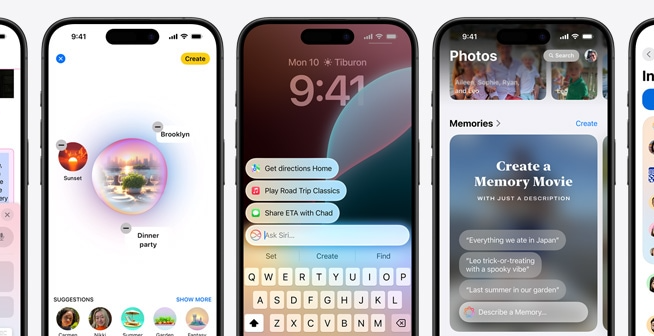 9:41
Create
Brooklyn
Sunset
Dinner
party
SUGGESTIONS
SHOW MORE
Carmen
Nikki
Summer
Garden
Fantasy
Mon 10 Tiburon
9:41
Get directions Home
Play Road Trip Classics
Share ETA with Chad
Ask Siri...
Set
Create
Find
Q W E R T Y U I O P
A S D F G H J K L
Z X C V B N M
9:41
Photos
Search
Aileen, Sophie, Ryan,
and Leo
Memories
Create
Create a
Memory Movie
WITH JUST A DESCRIPTION
“Everything we ate in Japan”
“Leo trick-or-treating
with a spooky vibe”
“Last summer in our garden”
Describe a Memory...
9:41